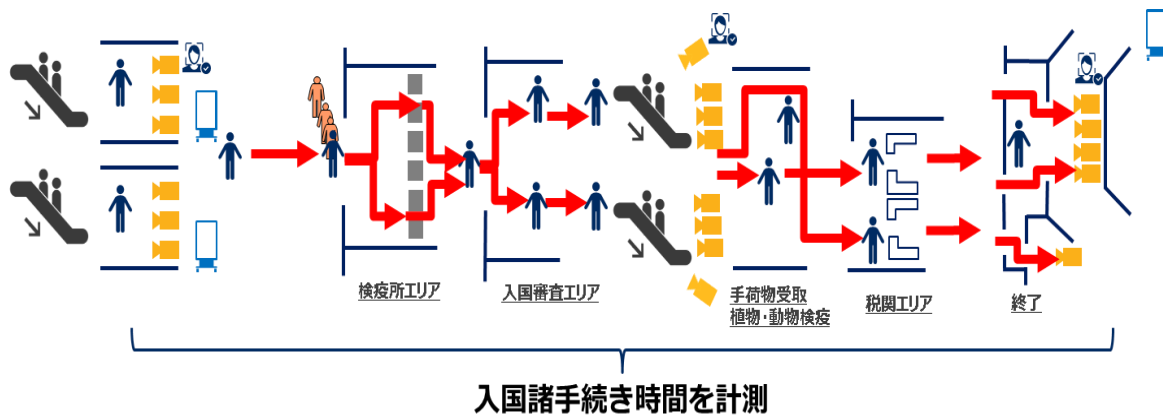 検疫所エリア
入国審査エリア
手荷物受取
植物・動物検疫
税関エリア
終了
入国諸手続き時間を計測